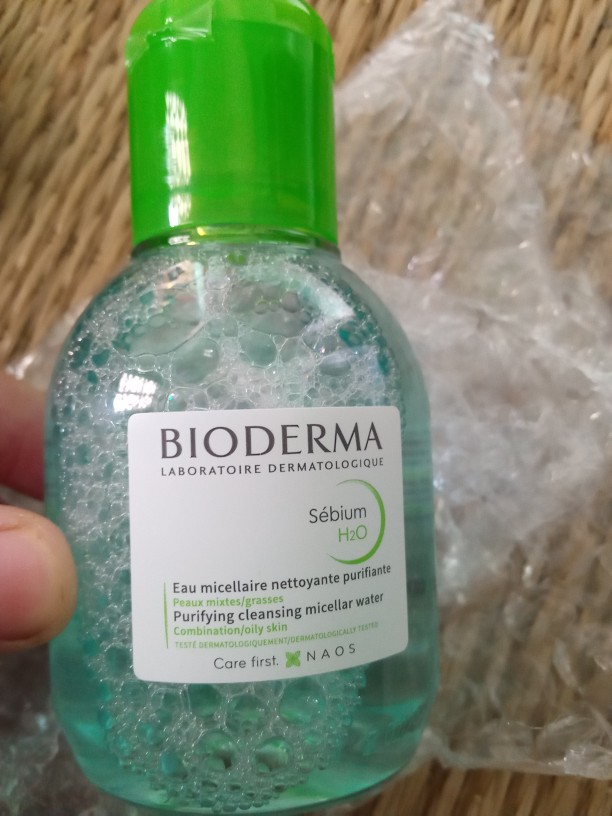 BIODERMA
LABORATOIRE DERMATOLOGIQUE
Sébium
H2O
Eau micellaire nettoyante purifiante
Peaux mixtes/grasses
Purifying cleansing micellar water
Combination/oily skin
TESTÉ DERMATOLOGIQUEMENT/DERMATOLOGICALLY TESTED
Care first. NAOS